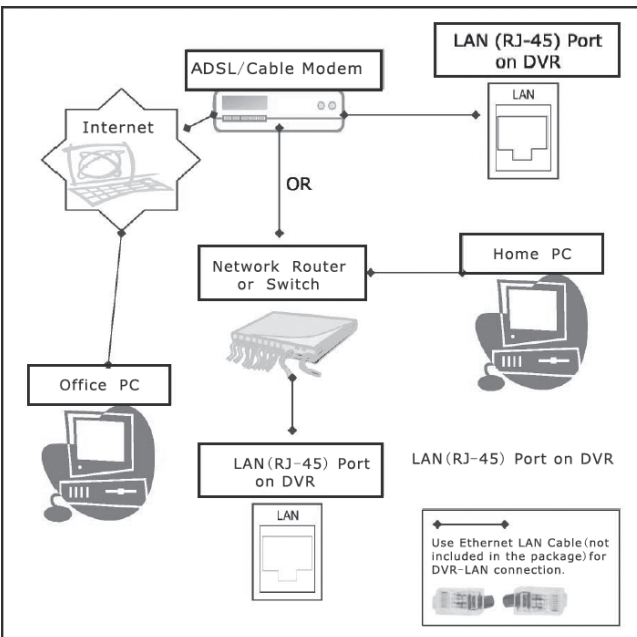 LAN (RJ-45) Port
on DVR
ADSL/Cable Modem
LAN
Internet
OR
Network Router
or Switch
Home PC
Office PC
LAN(RJ-45) Port
on DVR
LAN(RJ-45) Port on DVR
LAN
Use Ethernet LAN Cable(not
included in the package)for
DVR-LAN connection.